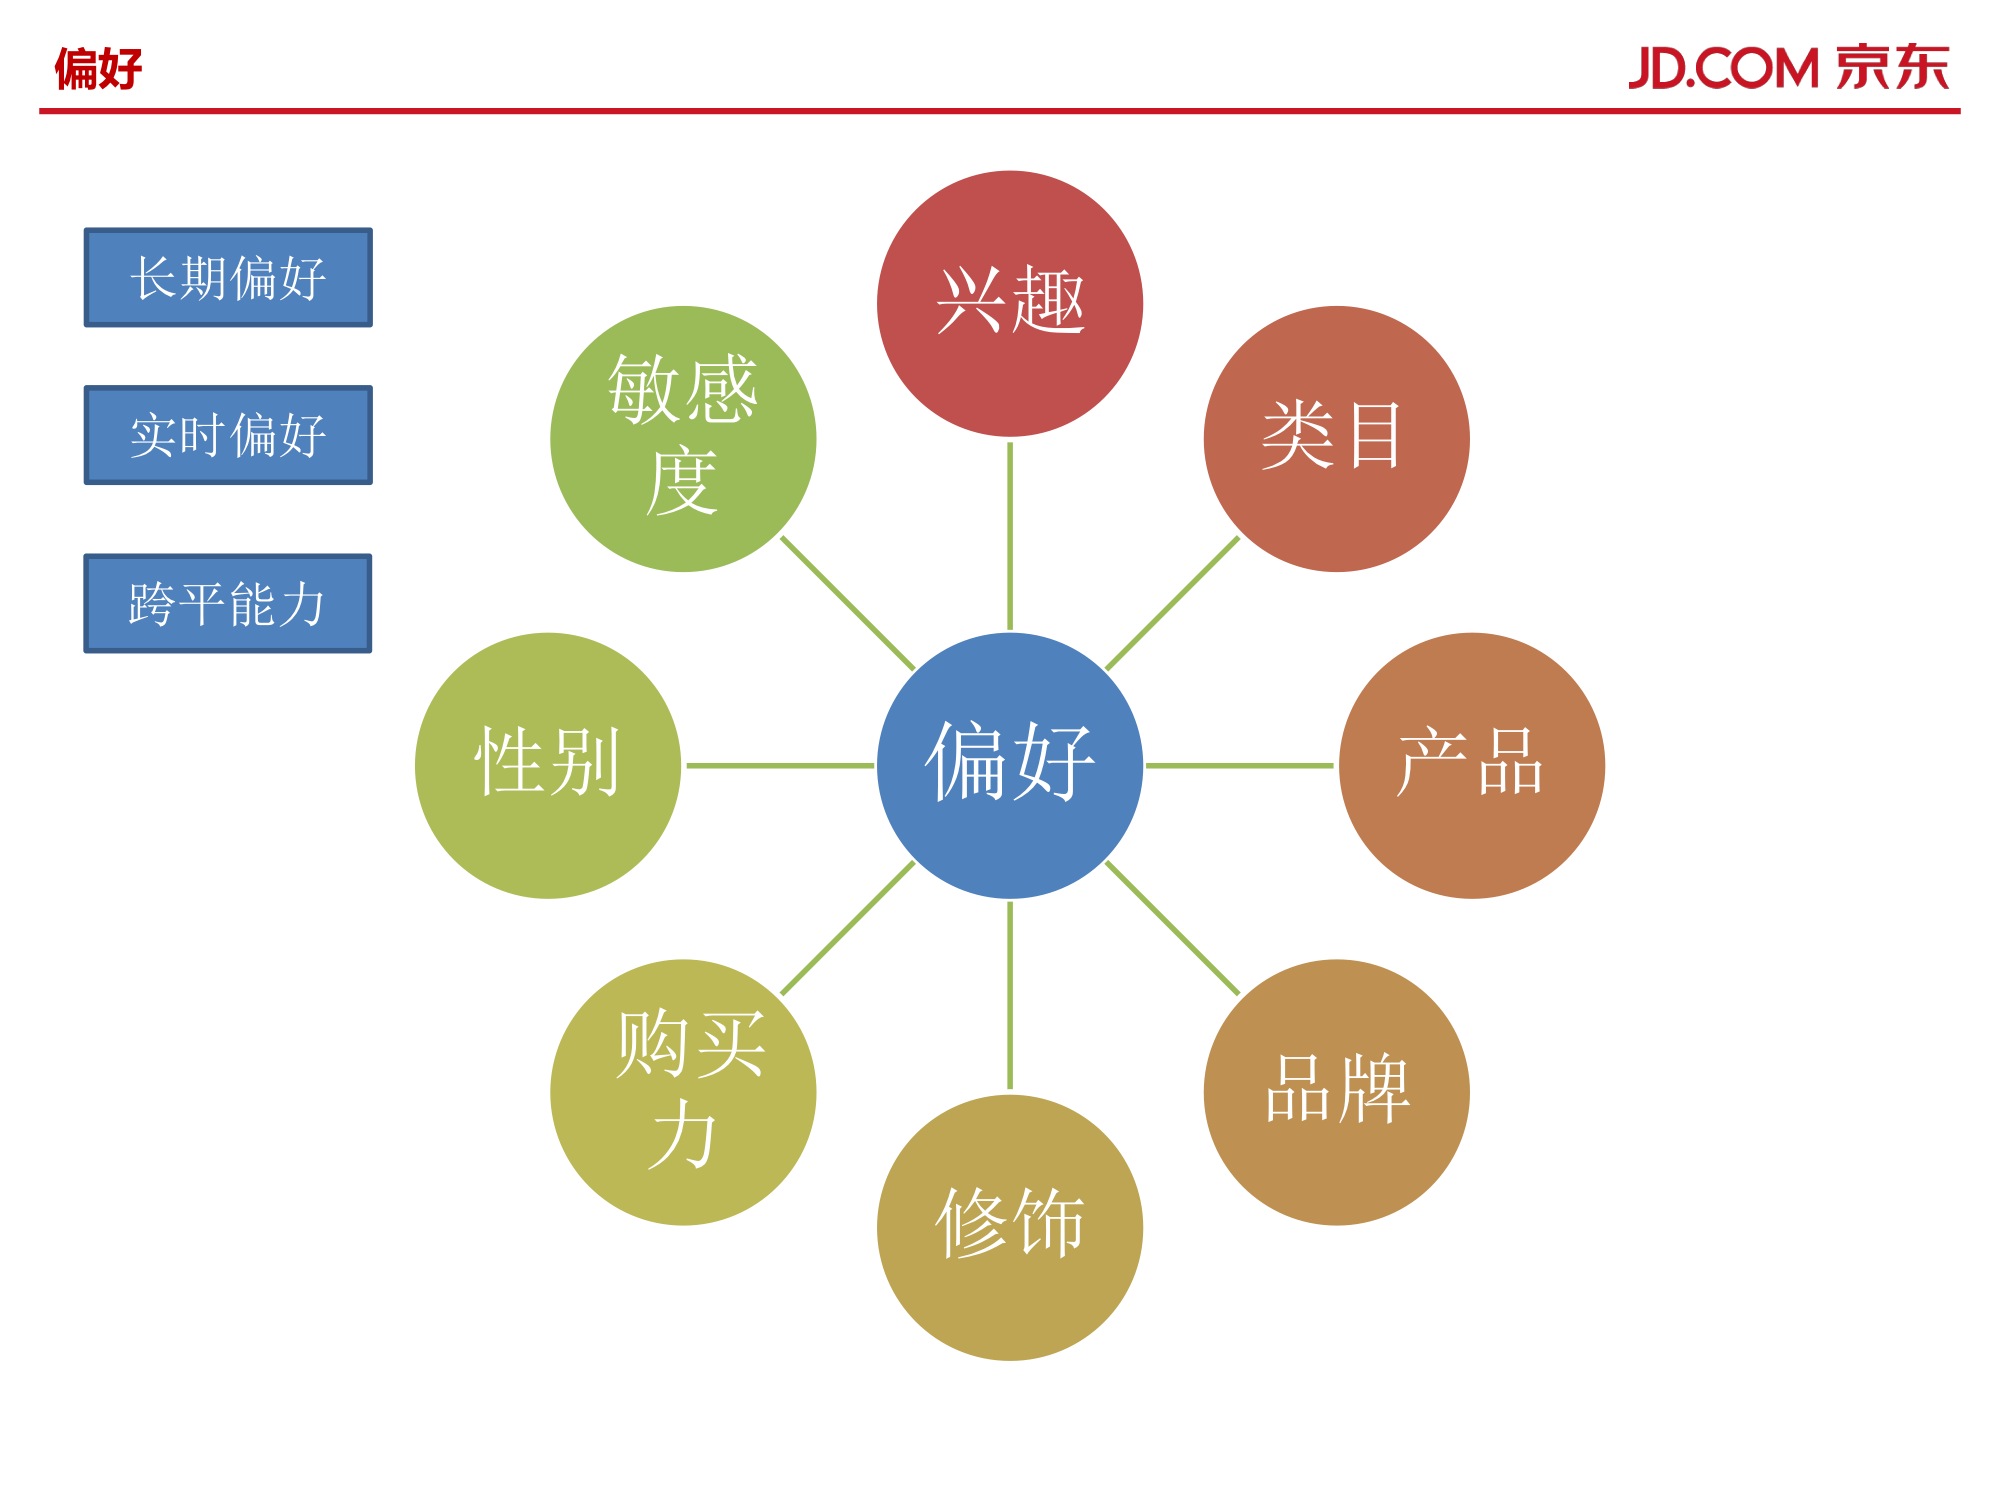 偏好
JD.COM 京东
长期偏好
实时偏好
跨平能力
兴趣
类目
产品
品牌
修饰
购买
力
性别
敏感
度
偏好